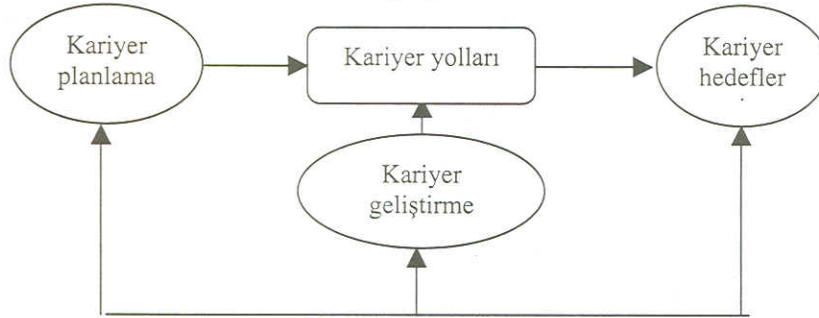 Kariyer
planlama
Kariyer yolları
Kariyer
hedefler
Kariyer
geliştirme